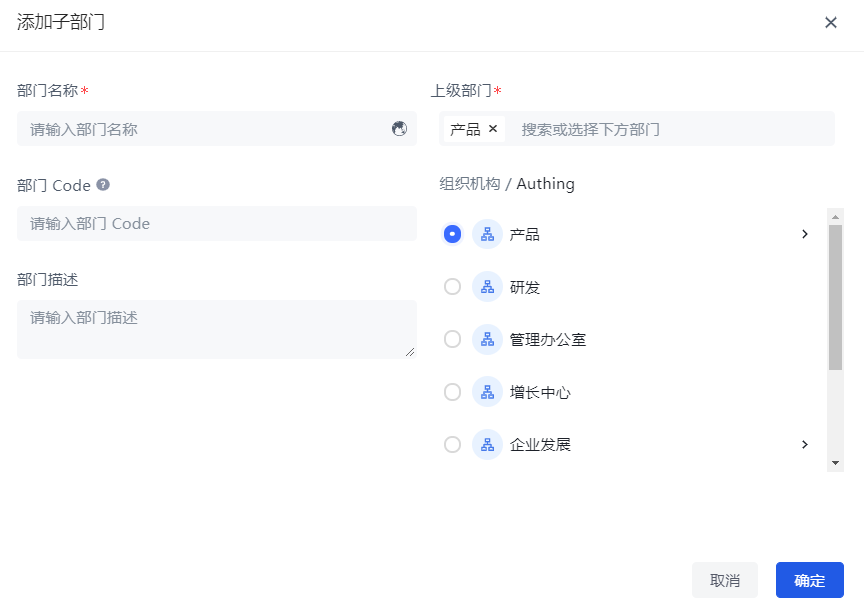 添加子部门
部门名称*
请输入部门名称
部门 Code
请输入部门 Code
部门描述
请输入部门描述
上级部门*
产品 × 搜索或选择下方部门
组织机构 / Authing
产品
研发
管理办公室
增长中心
企业发展
取消
确定